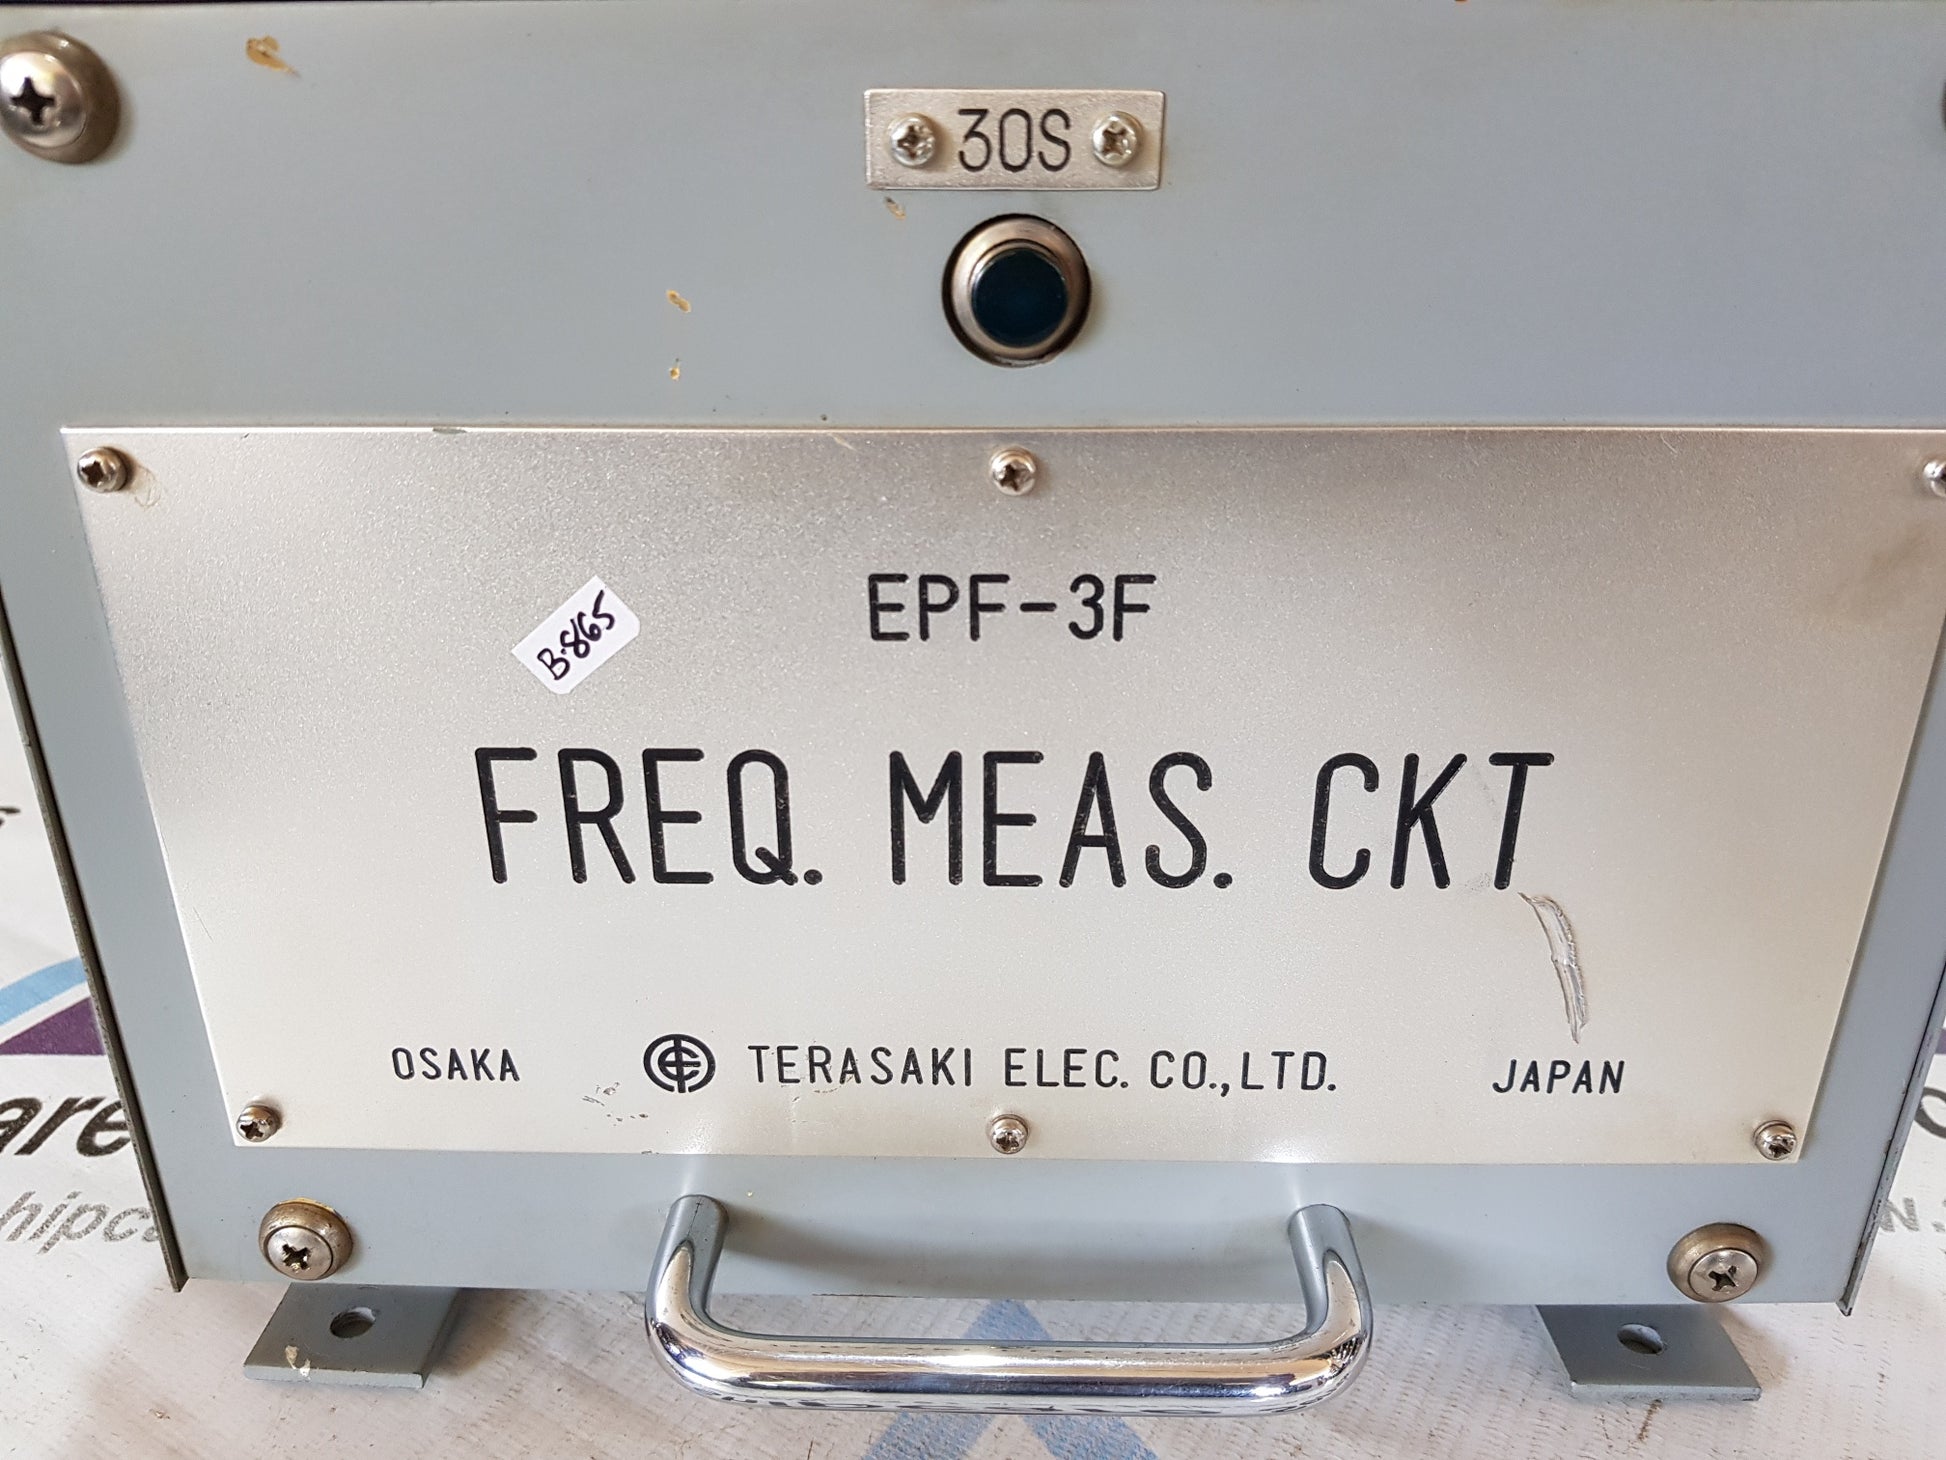 30S
EPF-3F
B-865
FREQ. MEAS. CKT
OSAKA TERASAKI ELEC. CO., LTD. JAPAN